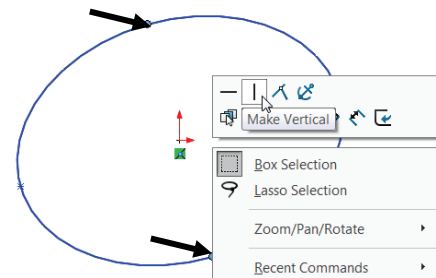 Make Vertical
Box Selection
Lasso Selection
Zoom/Pan/Rotate
Recent Commands